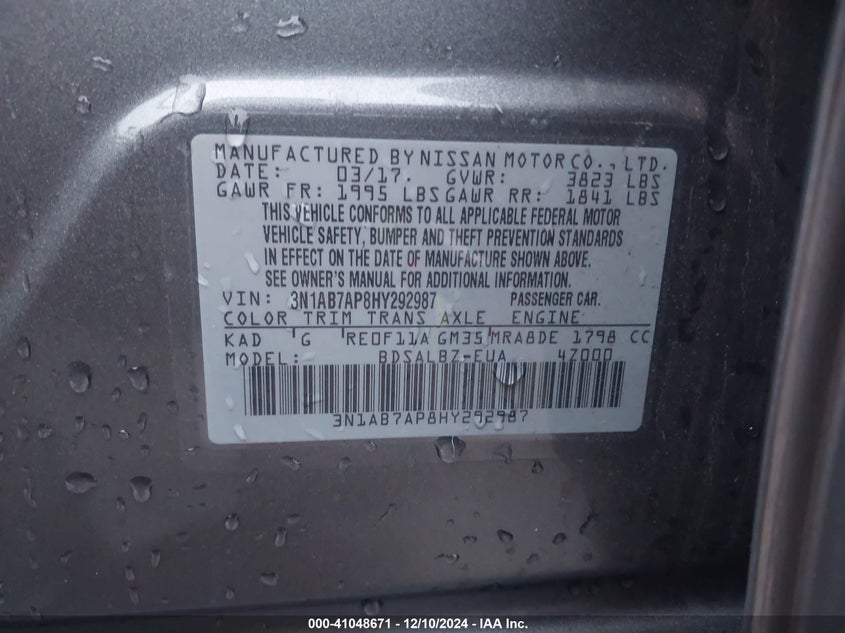 MANUFACTURED BY NISSAN MOTOR CO., LTD.
DATE: 03/17. GVWR: 3823 LBS
GAWR FR: 1995 LBS GAWR RR: 1841 LBS
THIS VEHICLE CONFORMS TO ALL APPLICABLE FEDERAL MOTOR
VEHICLE SAFETY, BUMPER AND THEFT PREVENTION STANDARDS
IN EFFECT ON THE DATE OF MANUFACTURE SHOWN ABOVE.
SEE OWNER'S MANUAL FOR ADDITIONAL INFORMATION.
VIN: 3N1AB7AP8HY292987 PASSENGER CAR.
COLOR TRIM TRANS AXLE ENGINE
KAD G RE0F11A GM35 MRA8DE 1798 CC
MODEL: BDSALBZ-EUA 4Z000
3N1AB7AP8HY292987
000-41048671 - 12/10/2024 - IAA Inc.